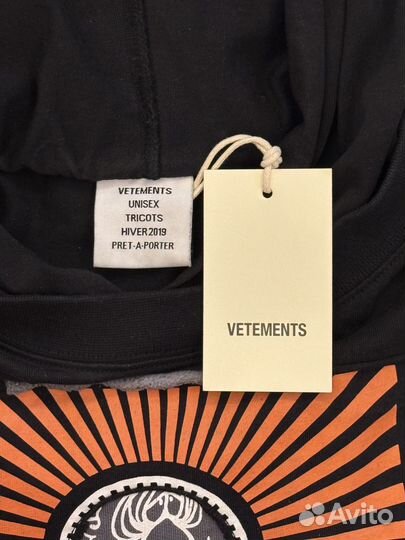 VETEMENTS
UNISEX
TRICOTS
HIVER 2019
PRET-A-PORTER
VETEMENTS
Avito